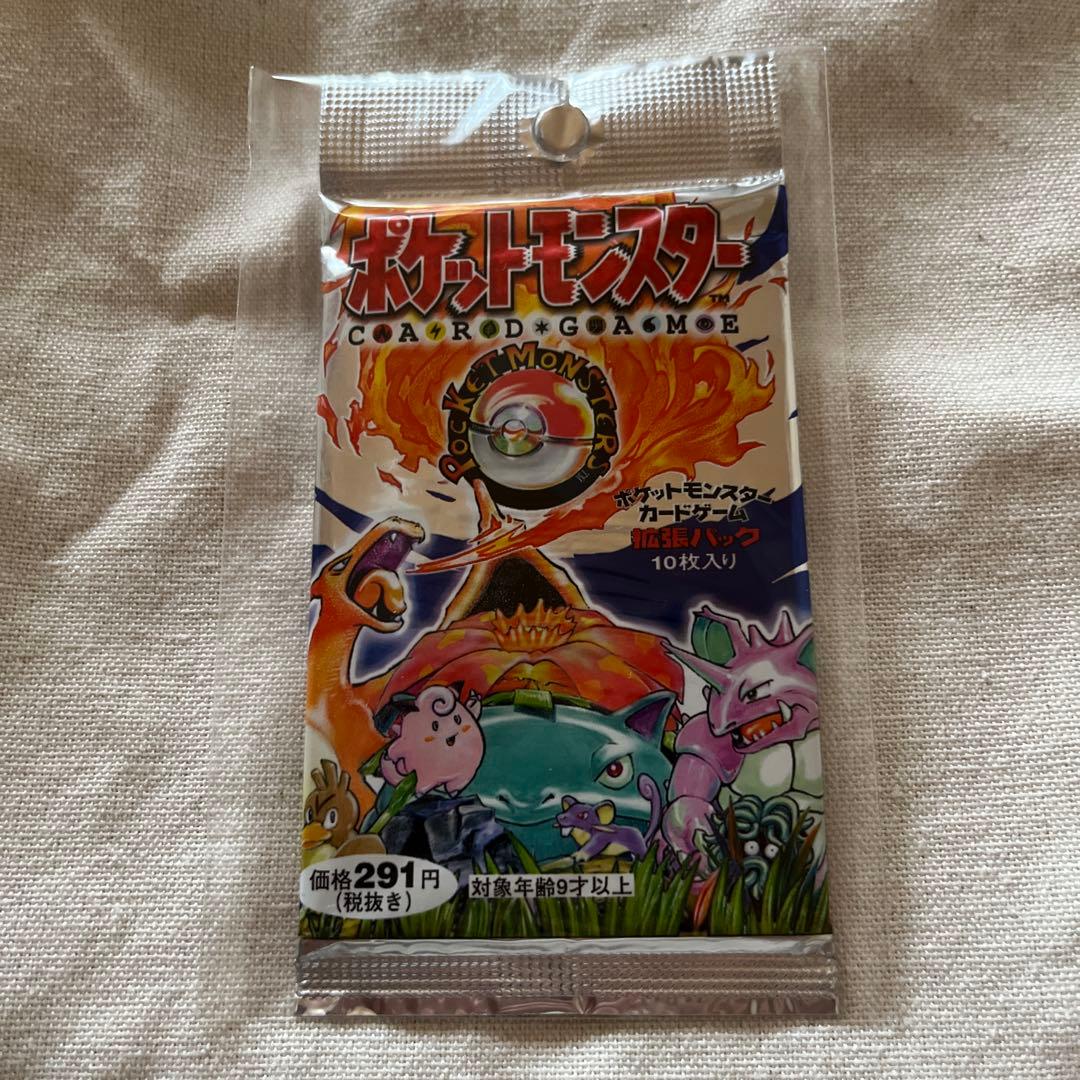 ポケットモンスター
TM
CARD GAME
POCKET MONSTERS
ポケットモンスター
カードゲーム
拡張パック
10枚入り
価格291円
(税抜き)
対象年齢9才以上